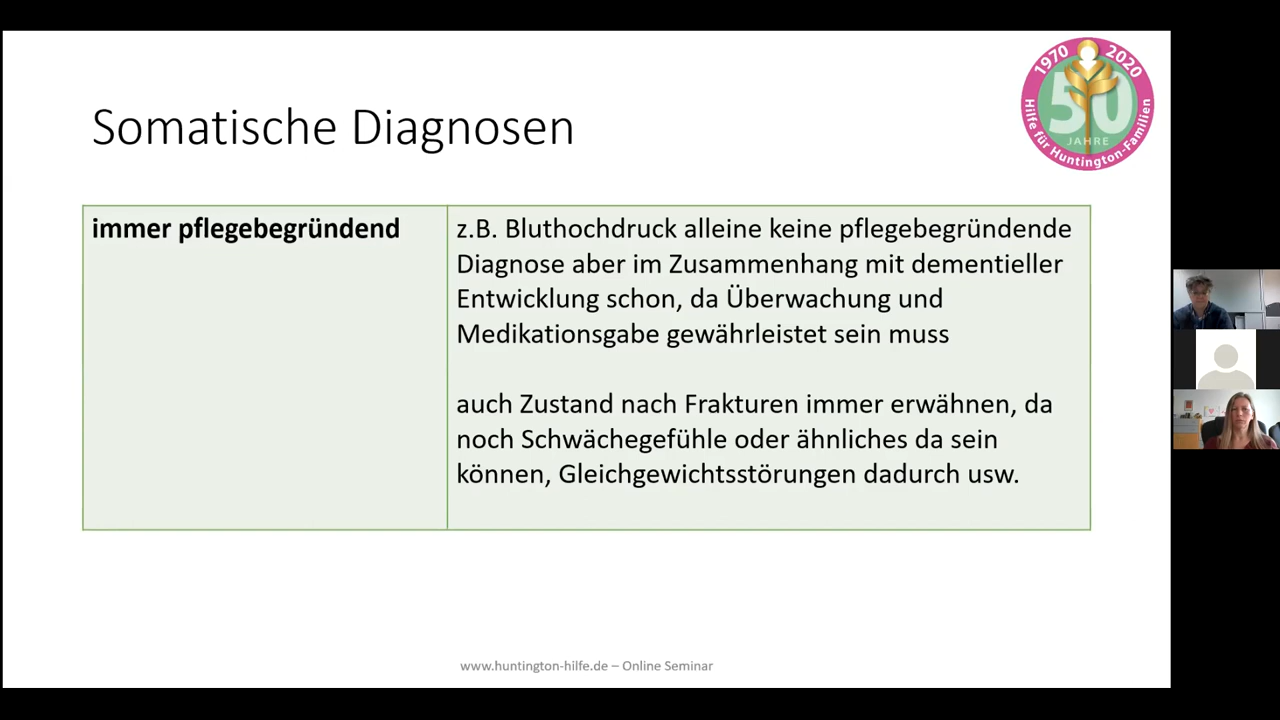 1970 2020
50
JAHRE
Hilfe für Huntington-Familien
Somatische Diagnosen
immer pflegebegründend
z.B. Bluthochdruck alleine keine pflegebegründende
Diagnose aber im Zusammenhang mit dementieller
Entwicklung schon, da Überwachung und
Medikationsgabe gewährleistet sein muss
auch Zustand nach Frakturen immer erwähnen, da
noch Schwächegefühle oder ähnliches da sein
können, Gleichgewichtsstörungen dadurch usw.
www.huntington-hilfe.de – Online Seminar